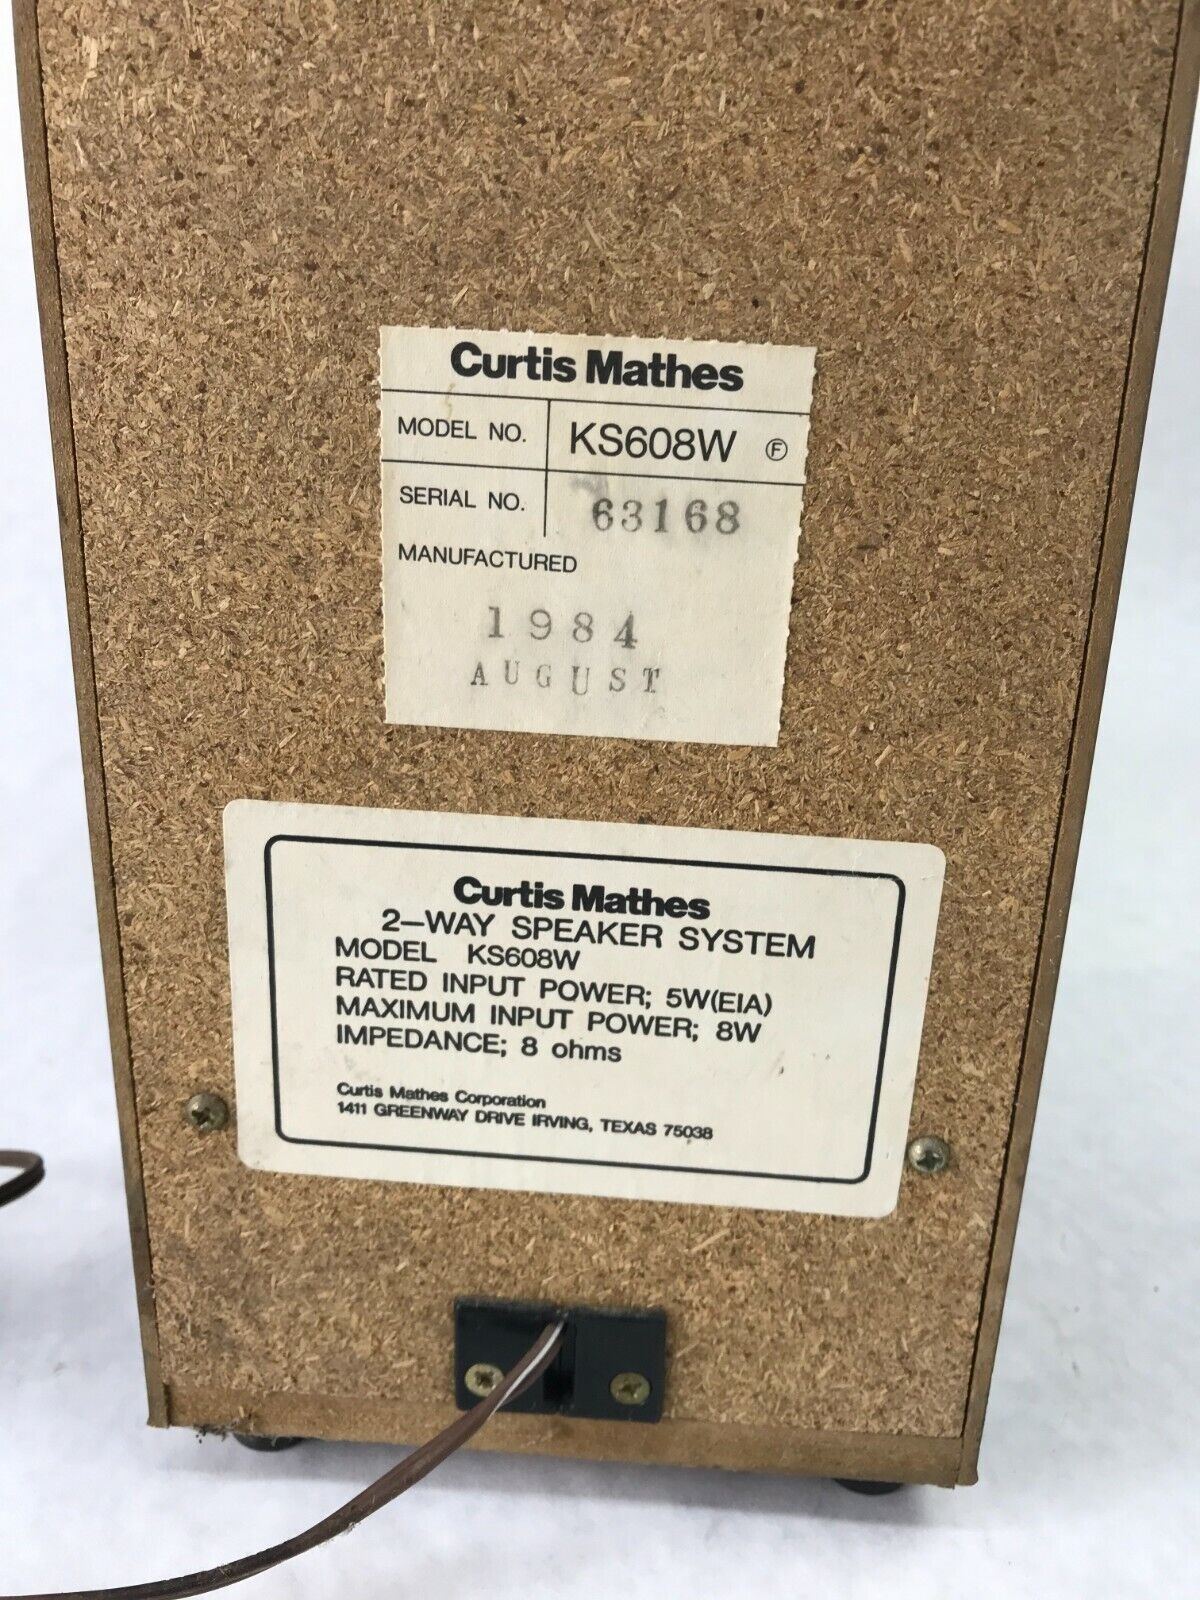 Curtis Mathes
MODEL NO. KS608W Ⓕ
SERIAL NO. 63168
MANUFACTURED
1984
AUGUST
Curtis Mathes
2-WAY SPEAKER SYSTEM
MODEL KS608W
RATED INPUT POWER; 5W(EIA)
MAXIMUM INPUT POWER; 8W
IMPEDANCE; 8 ohms
Curtis Mathes Corporation
1411 GREENWAY DRIVE IRVING, TEXAS 75038